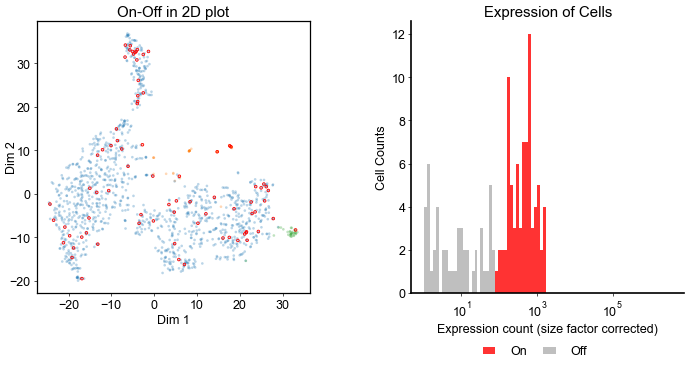 On-Off in 2D plot
Expression of Cells
Dim 2
30
20
10
0
−10
−20
−20 −10 0 10 20 30
Dim 1
Cell Counts
12
10
8
6
4
2
0
10¹ 10³ 10⁵
Expression count (size factor corrected)
On Off